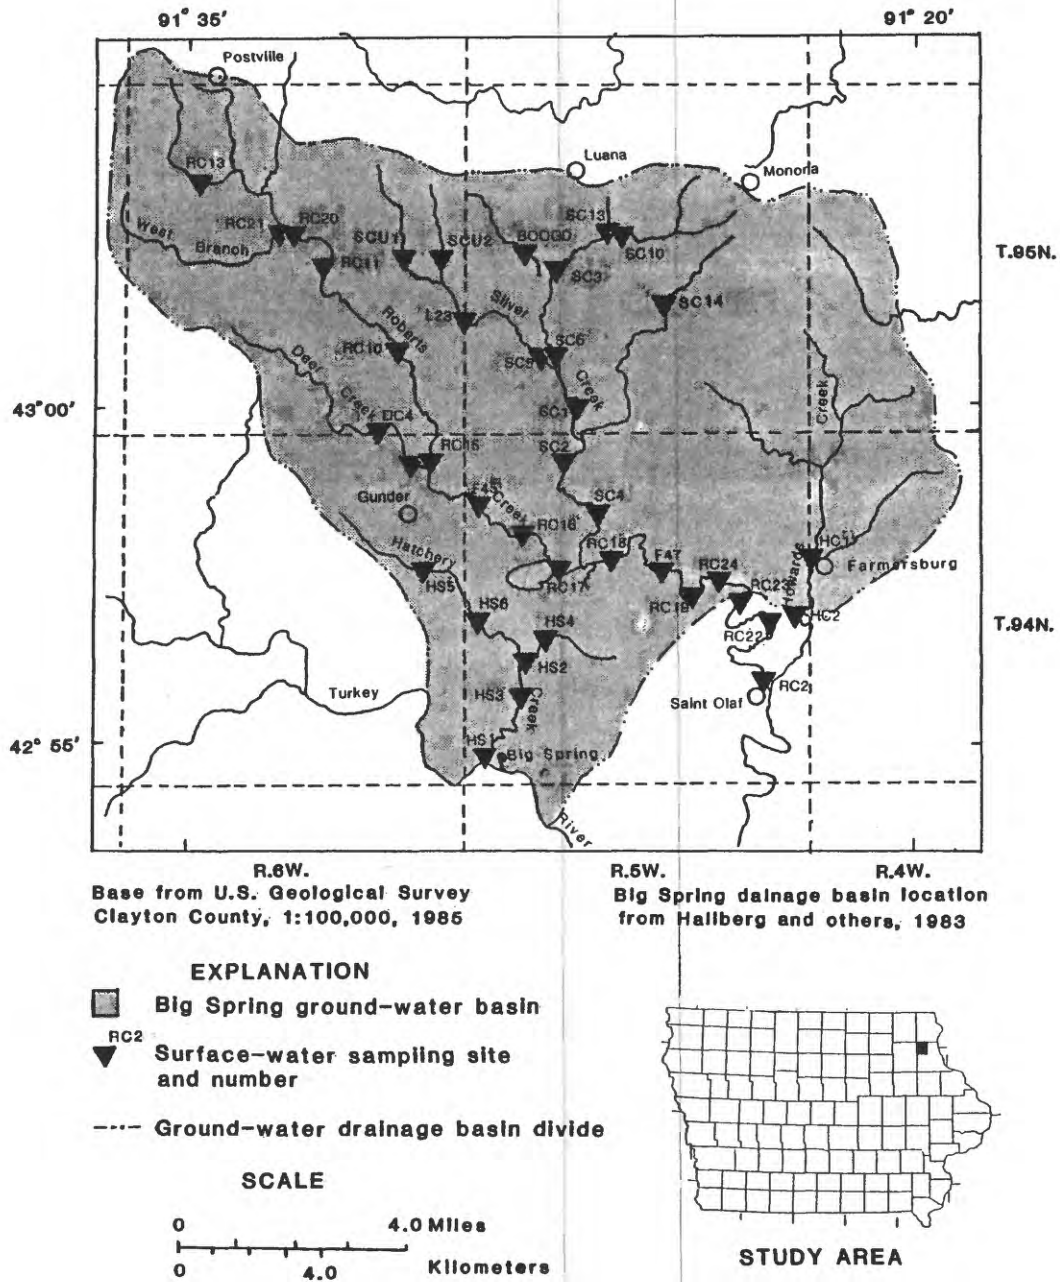 91° 35'
91° 20'
Postville
Luana
Monona
RC13
West
Branch
RC21
RC20
RC11
SCU1
SCU2
BOOGD
SC13
SC10
SC3
SC14
T.95N.
L23
Silver
Roberts
RC10
Deer
Creek
SC5
SC6
Creek
SC1
43° 00'
DC4
RC15
SC2
Creek
Gunder
F45
Creek
SC4
RC16
RC18
Hatchery
HS5
RC17
F47
RC24
RC19
RC23
RC22
HC1
Howards
Farmersburg
HC2
T.94N.
HS6
HS4
HS2
HS3
Creek
RC2
Saint Olaf
Turkey
42° 55'
HS1
Big Spring
River
R.6W.
R.5W.
R.4W.
Base from U.S. Geological Survey
Clayton County, 1:100,000, 1985
Big Spring drainage basin location
from Hallberg and others, 1983
EXPLANATION
Big Spring ground-water basin
RC2
Surface-water sampling site
and number
Ground-water drainage basin divide
SCALE
0 4.0 Miles
0 4.0 Kilometers
STUDY AREA